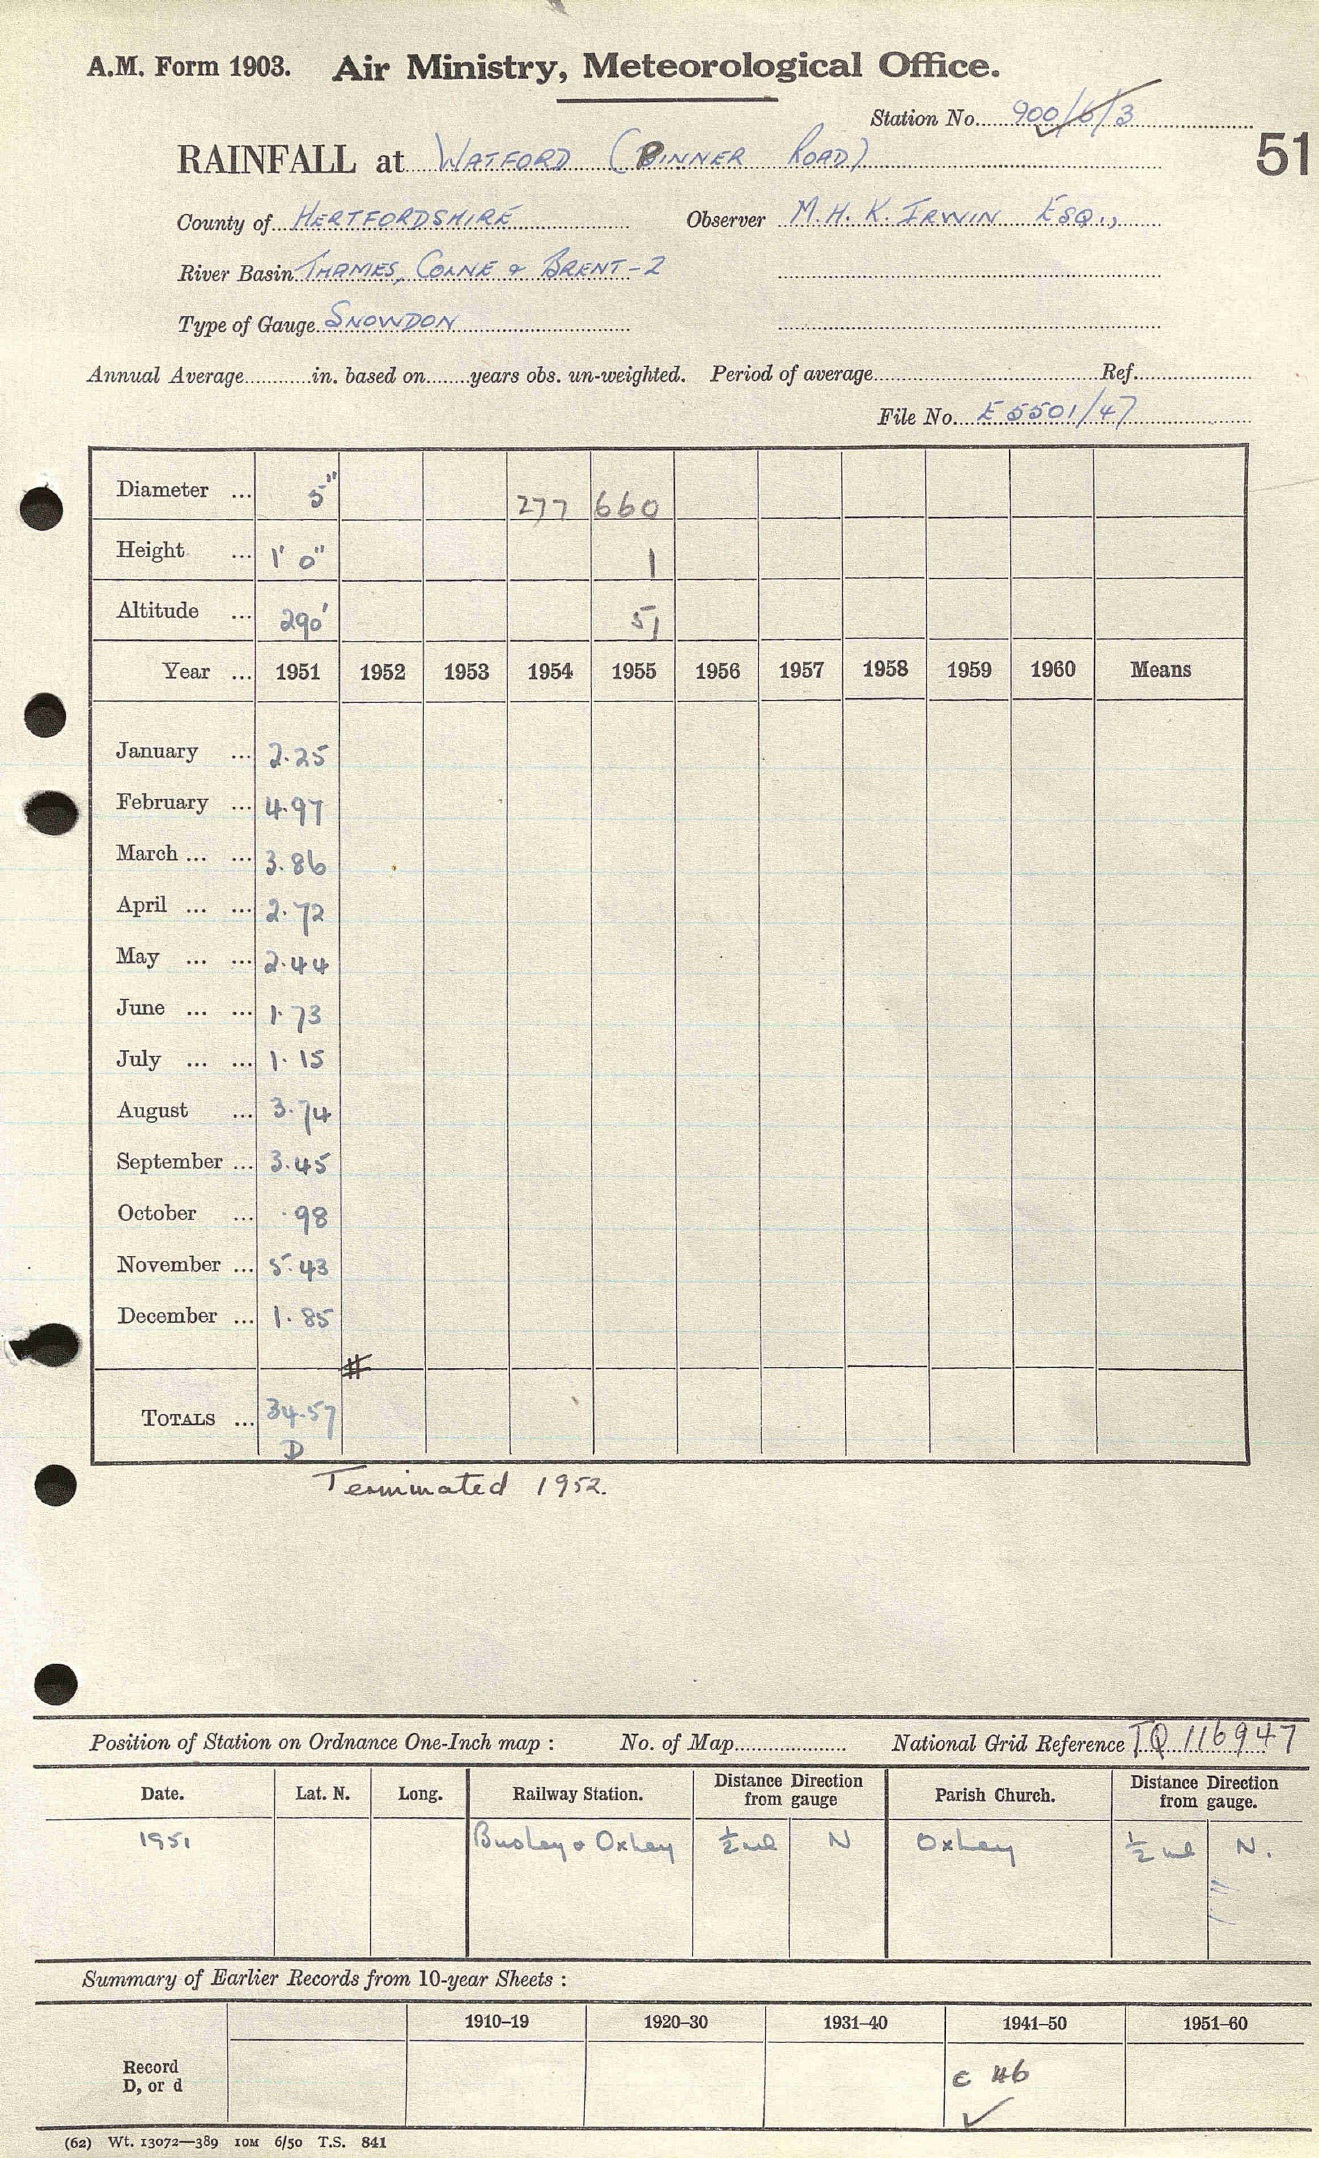 A.M. Form 1903. Air Ministry, Meteorological Office.
Station No. 900/6/3
51
RAINFALL at WATFORD (PINNER ROAD)
County of HERTFORDSHIRE Observer M.H.K. IRWIN ESQ.,
River Basin THAMES, COLNE & BRENT-2
Type of Gauge SNOWDON
Annual Average in. based on years obs. un-weighted. Period of average Ref.
File No. E 5501/47
Diameter ... 5" 277 660
Height ... 1' 0" 1
Altitude ... 290' 51
Year ... 1951 1952 1953 1954 1955 1956 1957 1958 1959 1960 Means
January ... 2.25
February ... 4.97
March ... ... 3.86
April ... ... 2.72
May ... ... 2.44
June ... ... 1.73
July ... ... 1.15
August ... 3.74
September ... 3.45
October ... .98
November ... 5.43
December ... 1.85
TOTALS ... 34.57
D
Terminated 1952.
Position of Station on Ordnance One-Inch map : No. of Map National Grid Reference TQ 116947
Date. Lat. N. Long. Railway Station. Distance Direction from gauge Parish Church. Distance Direction from gauge.
1951 Bushey & Oxhey ½ ml N Oxhey ½ ml N.
Summary of Earlier Records from 10-year Sheets :
1910–19 1920–30 1931–40 1941–50 1951–60
Record
D, or d
c 46
(62) Wt. 13072—389 10M 6/50 T.S. 841